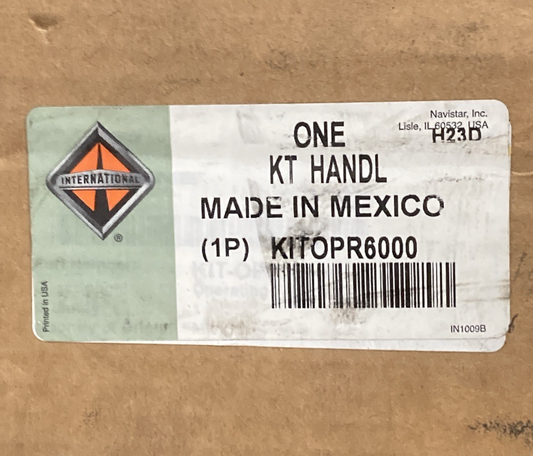 Navistar, Inc.
Lisle, IL 60532, USA
H23D
ONE
KT HANDL
INTERNATIONAL
®
MADE IN MEXICO
(1P) KITOPR6000
Printed in USA
IN1009B